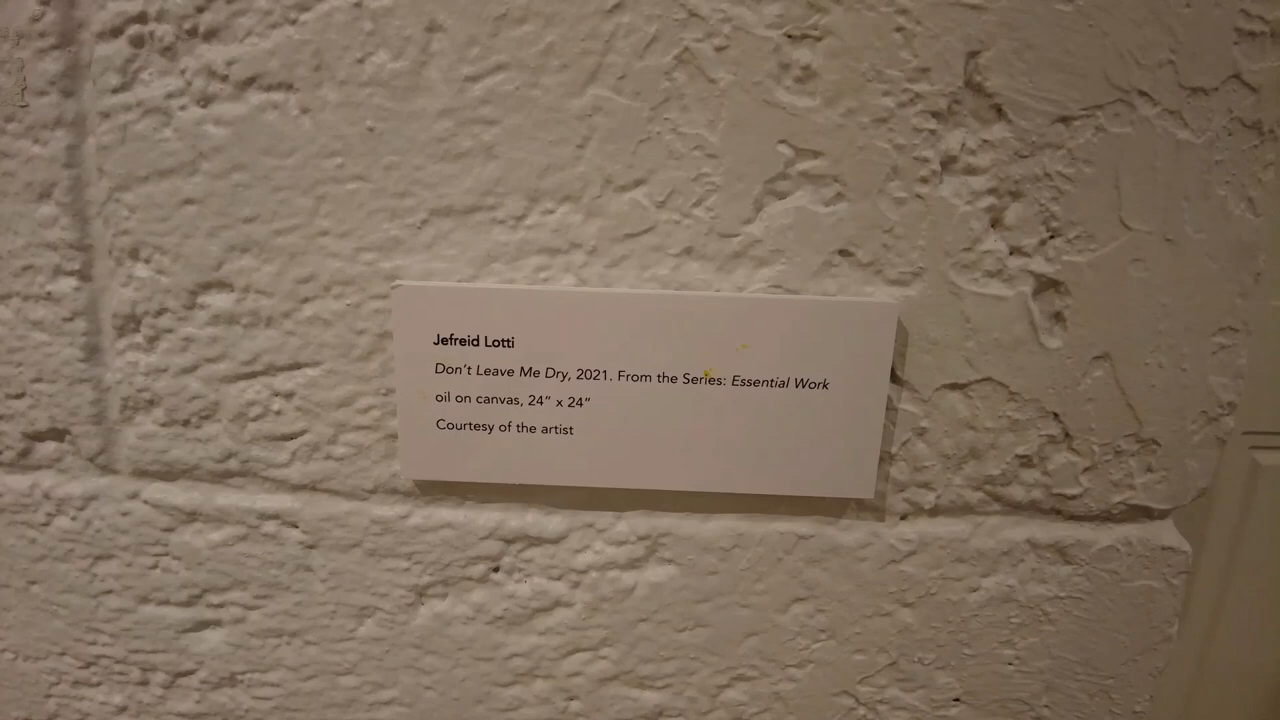 Jefreid Lotti
Don't Leave Me Dry, 2021. From the Series: Essential Work
oil on canvas, 24” x 24”
Courtesy of the artist